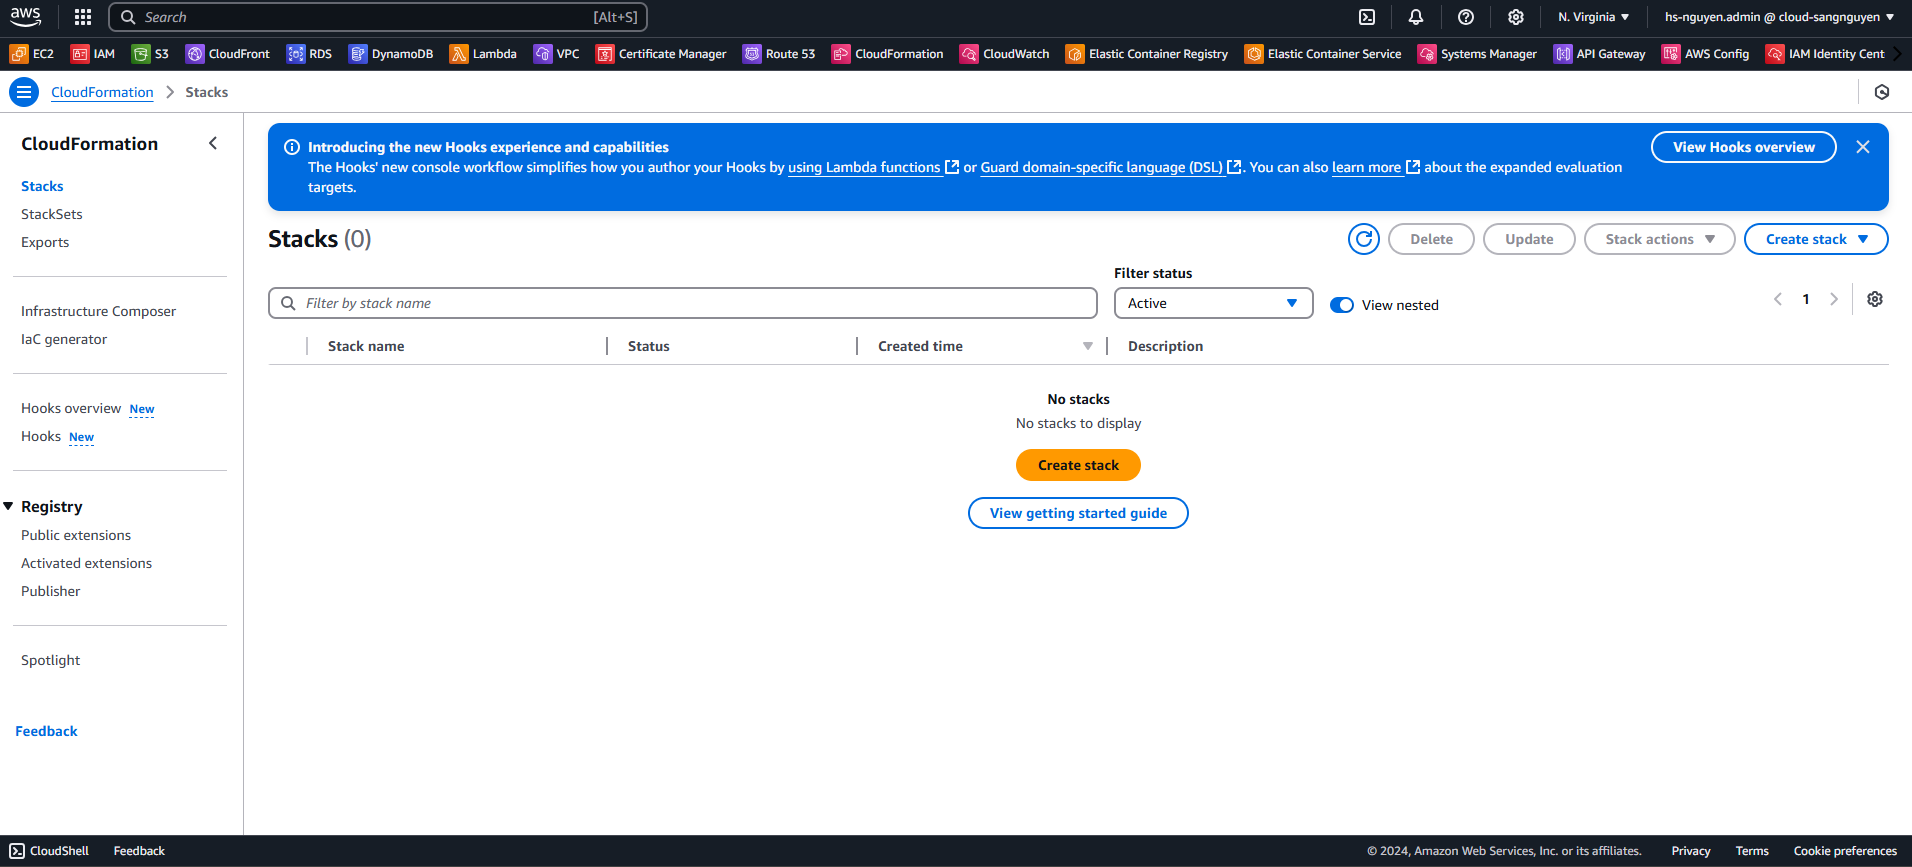 aws
Search
[Alt+S]
N. Virginia
hs-nguyen.admin @ cloud-sangnguyen
EC2
IAM
S3
CloudFront
RDS
DynamoDB
Lambda
VPC
Certificate Manager
Route 53
CloudFormation
CloudWatch
Elastic Container Registry
Elastic Container Service
Systems Manager
API Gateway
AWS Config
IAM Identity Cent
CloudFormation
Stacks
CloudFormation
Stacks
StackSets
Exports
Infrastructure Composer
IaC generator
Hooks overview New
Hooks New
Registry
Public extensions
Activated extensions
Publisher
Spotlight
Feedback
Introducing the new Hooks experience and capabilities
The Hooks' new console workflow simplifies how you author your Hooks by using Lambda functions or Guard domain-specific language (DSL). You can also learn more about the expanded evaluation
targets.
View Hooks overview
Stacks (0)
Delete
Update
Stack actions
Create stack
Filter status
Filter by stack name
Active
View nested
1
Stack name
Status
Created time
Description
No stacks
No stacks to display
Create stack
View getting started guide
CloudShell
Feedback
© 2024, Amazon Web Services, Inc. or its affiliates.
Privacy
Terms
Cookie preferences